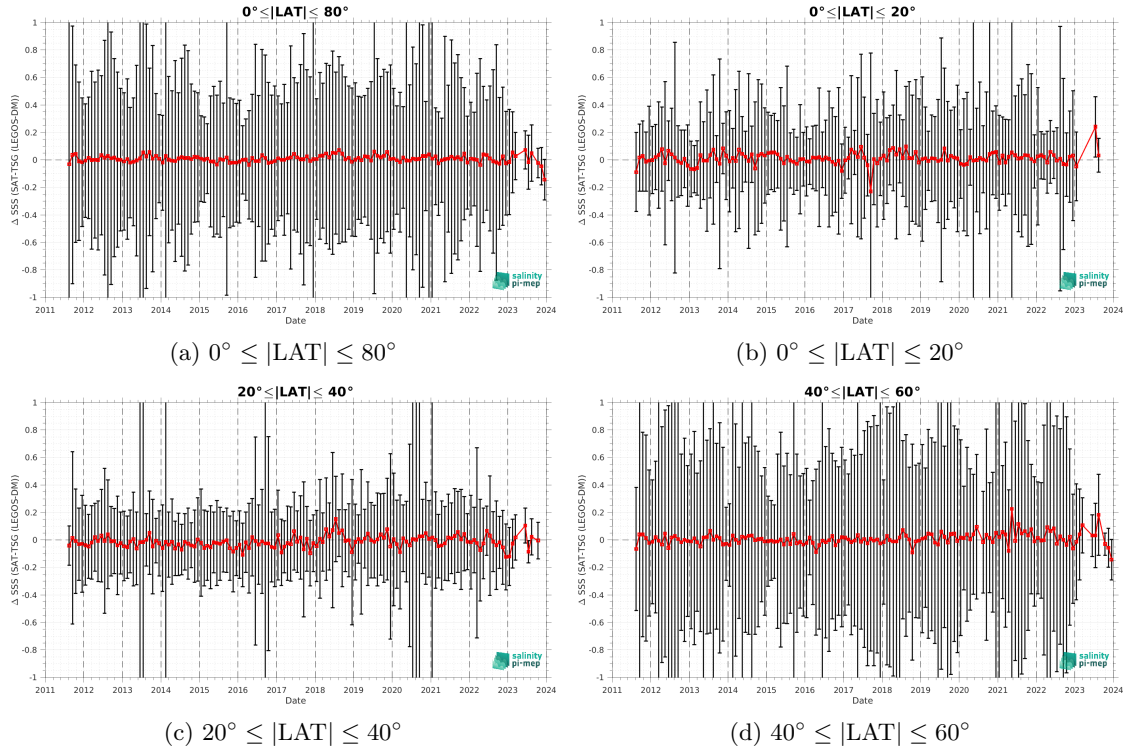 0°≤|LAT|≤ 80°
Δ SSS (SAT-TSG (LEGOS-DM))
1
0.8
0.6
0.4
0.2
0
-0.2
-0.4
-0.6
-0.8
-1
2011 2012 2013 2014 2015 2016 2017 2018 2019 2020 2021 2022 2023 2024
Date
salinity
pi-mep
(a) 0° ≤ |LAT| ≤ 80°
0°≤|LAT|≤ 20°
Δ SSS (SAT-TSG (LEGOS-DM))
1
0.8
0.6
0.4
0.2
0
-0.2
-0.4
-0.6
-0.8
-1
2011 2012 2013 2014 2015 2016 2017 2018 2019 2020 2021 2022 2023 2024
Date
salinity
pi-mep
(b) 0° ≤ |LAT| ≤ 20°
20°≤|LAT|≤ 40°
Δ SSS (SAT-TSG (LEGOS-DM))
1
0.8
0.6
0.4
0.2
0
-0.2
-0.4
-0.6
-0.8
-1
2011 2012 2013 2014 2015 2016 2017 2018 2019 2020 2021 2022 2023 2024
Date
salinity
pi-mep
(c) 20° ≤ |LAT| ≤ 40°
40°≤|LAT|≤ 60°
Δ SSS (SAT-TSG (LEGOS-DM))
1
0.8
0.6
0.4
0.2
0
-0.2
-0.4
-0.6
-0.8
-1
2011 2012 2013 2014 2015 2016 2017 2018 2019 2020 2021 2022 2023 2024
Date
salinity
pi-mep
(d) 40° ≤ |LAT| ≤ 60°